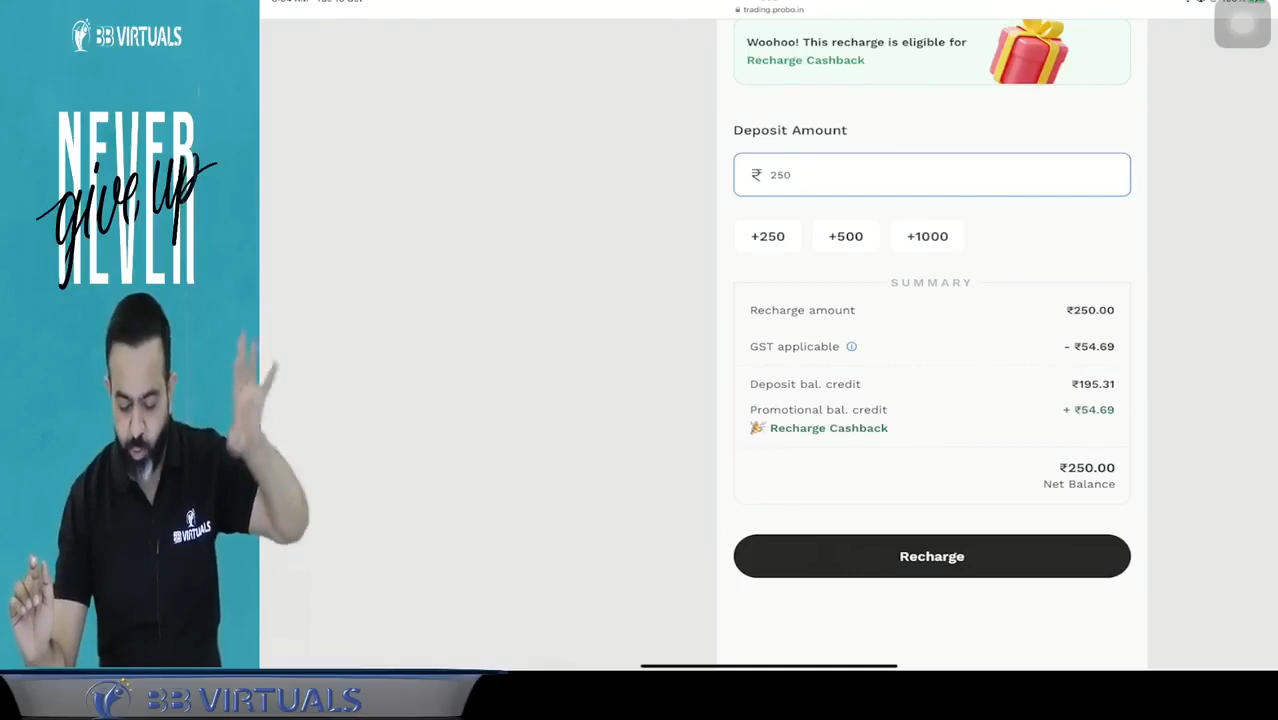 trading.probo.in
BB VIRTUALS
NEVER
give up
NEVER
Woohoo! This recharge is eligible for
Recharge Cashback
Deposit Amount
₹ 250
+250 +500 +1000
SUMMARY
Recharge amount ₹250.00
GST applicable - ₹54.69
Deposit bal. credit ₹195.31
Promotional bal. credit + ₹54.69
Recharge Cashback
₹250.00
Net Balance
Recharge
BB VIRTUALS
BB VIRTUALS